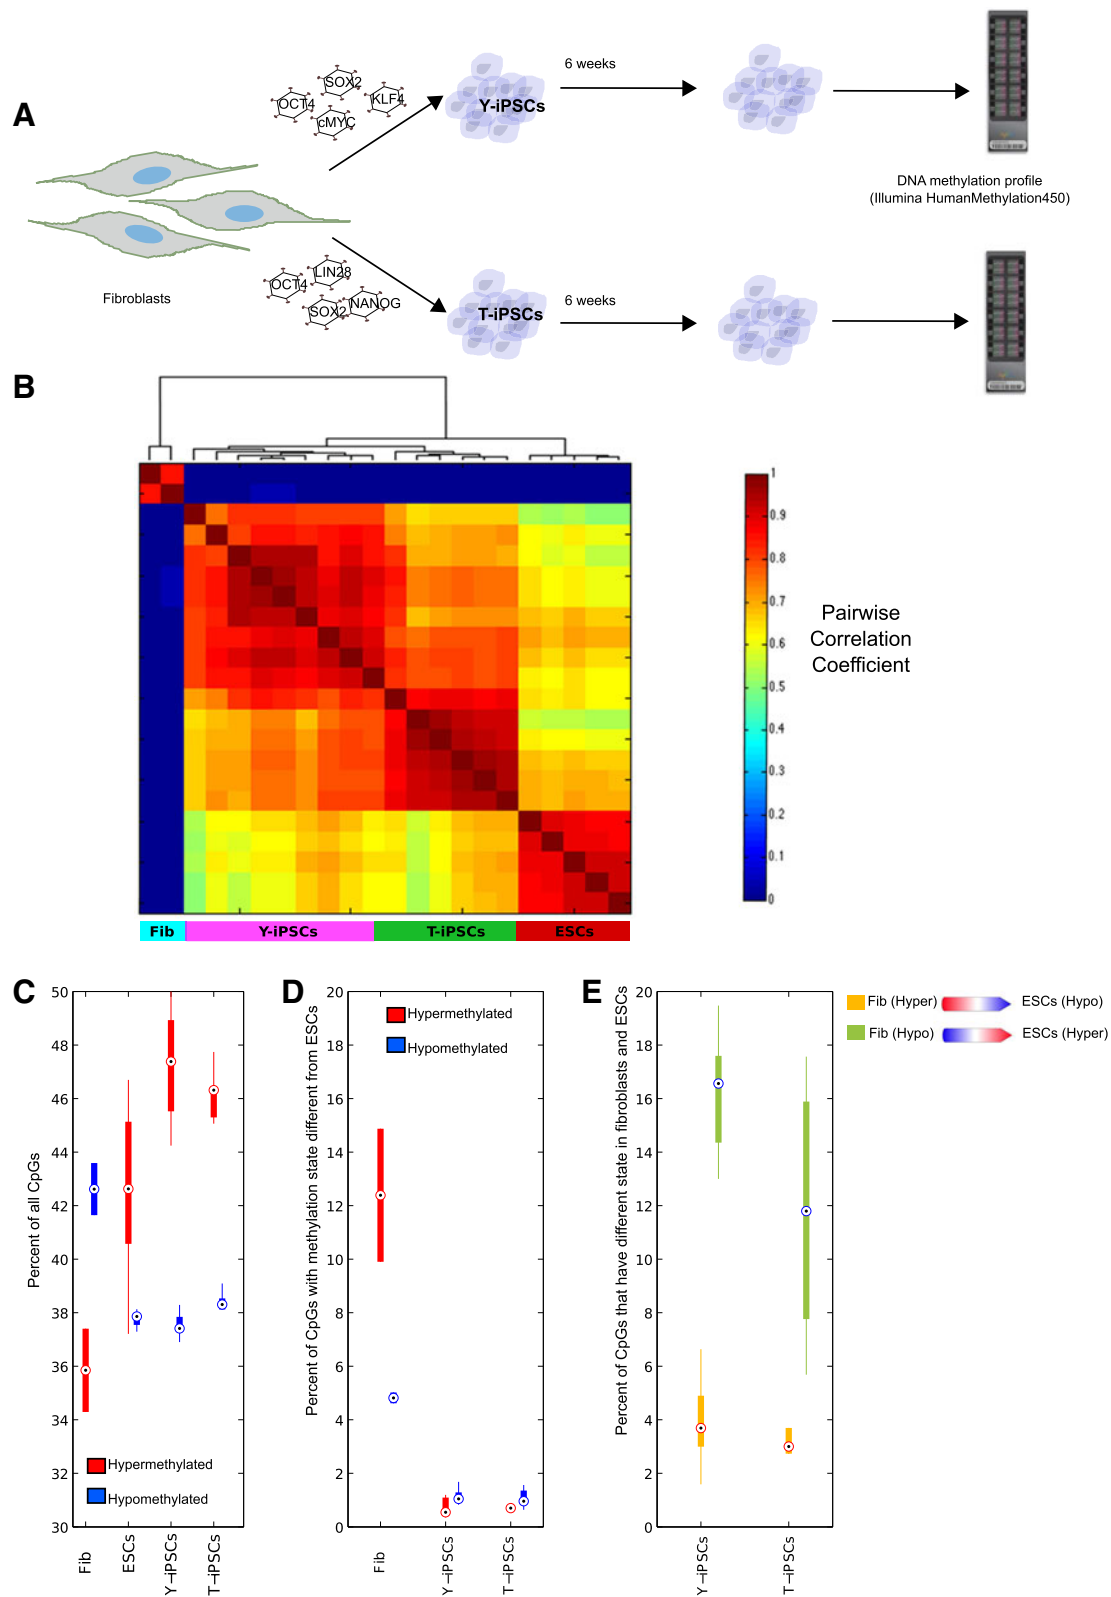 A
OCT4
SOX2
KLF4
cMYC
Y-iPSCs
6 weeks
DNA methylation profile
(Illumina HumanMethylation450)
Fibroblasts
OCT4
LIN28
SOX2
NANOG
T-iPSCs
6 weeks
B
1
0.9
0.8
0.7
0.6
0.5
0.4
0.3
0.2
0.1
0
Pairwise
Correlation
Coefficient
Fib
Y-iPSCs
T-iPSCs
ESCs
C
Percent of all CpGs
50
48
46
44
42
40
38
36
34
32
30
Hypermethylated
Hypomethylated
Fib
ESCs
Y-iPSCs
T-iPSCs
D
Percent of CpGs with methylation state different from ESCs
20
18
16
14
12
10
8
6
4
2
0
Hypermethylated
Hypomethylated
Fib
Y-iPSCs
T-iPSCs
E
Percent of CpGs that have different state in fibroblasts and ESCs
20
18
16
14
12
10
8
6
4
2
0
Y-iPSCs
T-iPSCs
Fib (Hyper) ESCs (Hypo)
Fib (Hypo) ESCs (Hyper)